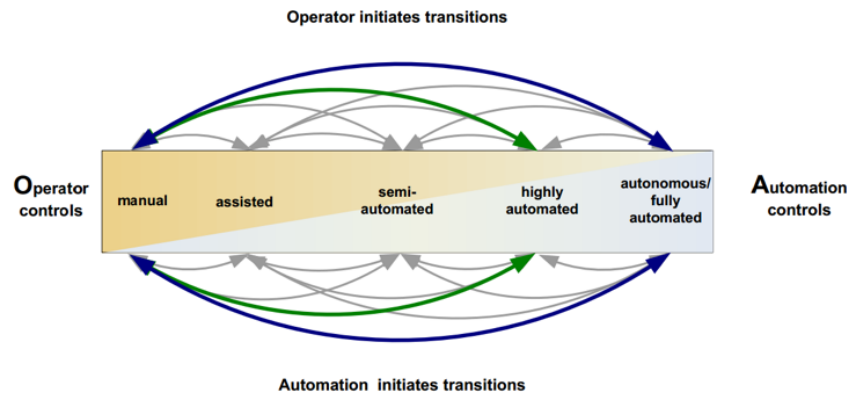 Operator initiates transitions
Operator
controls
manual
assisted
semi-
automated
highly
automated
autonomous/
fully
automated
Automation
controls
Automation initiates transitions